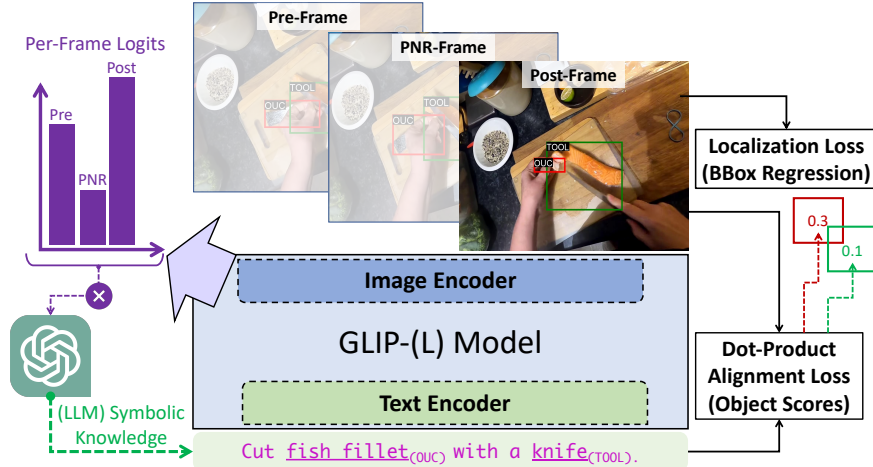 Per-Frame Logits
Pre
PNR
Post
Pre-Frame
OUC
TOOL
PNR-Frame
OUC
TOOL
Post-Frame
TOOL
OUC
Localization Loss
(BBox Regression)
0.3
0.1
Image Encoder
GLIP-(L) Model
Text Encoder
Dot-Product
Alignment Loss
(Object Scores)
(LLM) Symbolic
Knowledge
Cut fish fillet(OUC) with a knife(TOOL).